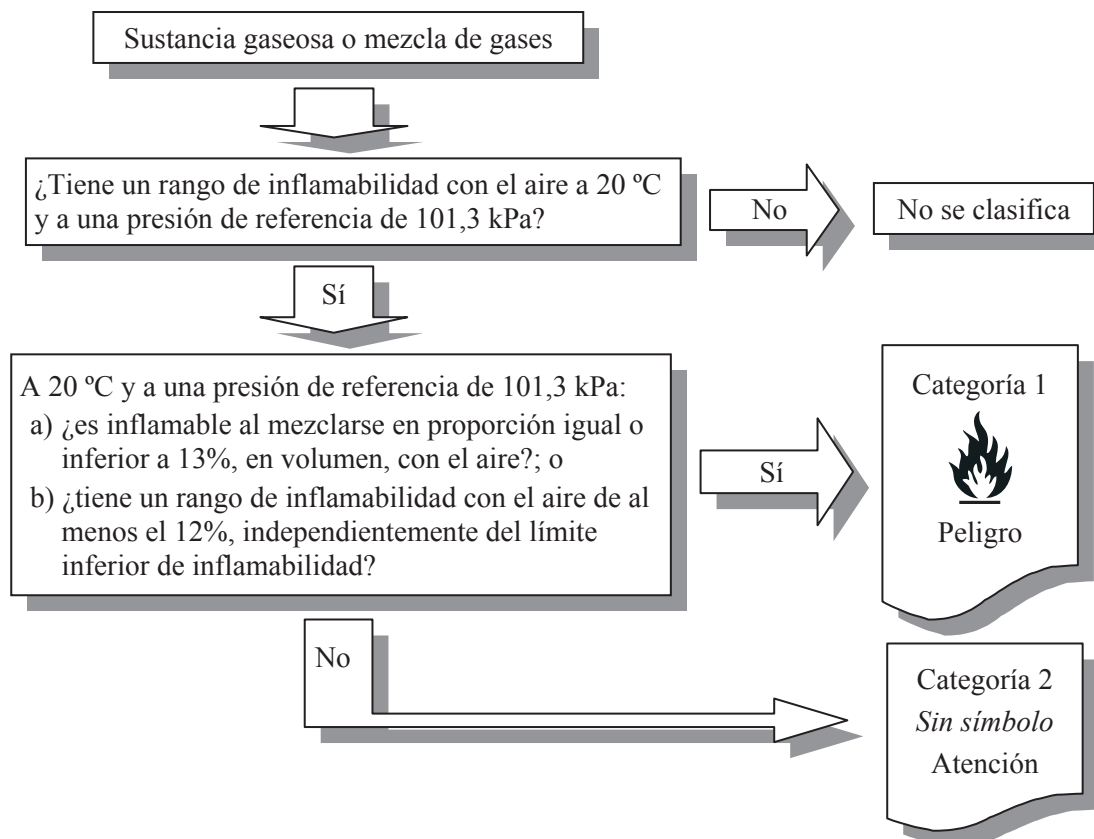 Sustancia gaseosa o mezcla de gases
¿Tiene un rango de inflamabilidad con el aire a 20 ºC
y a una presión de referencia de 101,3 kPa?
No
No se clasifica
Sí
A 20 ºC y a una presión de referencia de 101,3 kPa:
a) ¿es inflamable al mezclarse en proporción igual o
inferior a 13%, en volumen, con el aire?; o
b) ¿tiene un rango de inflamabilidad con el aire de al
menos el 12%, independientemente del límite
inferior de inflamabilidad?
Sí
Categoría 1
Peligro
No
Categoría 2
Sin símbolo
Atención